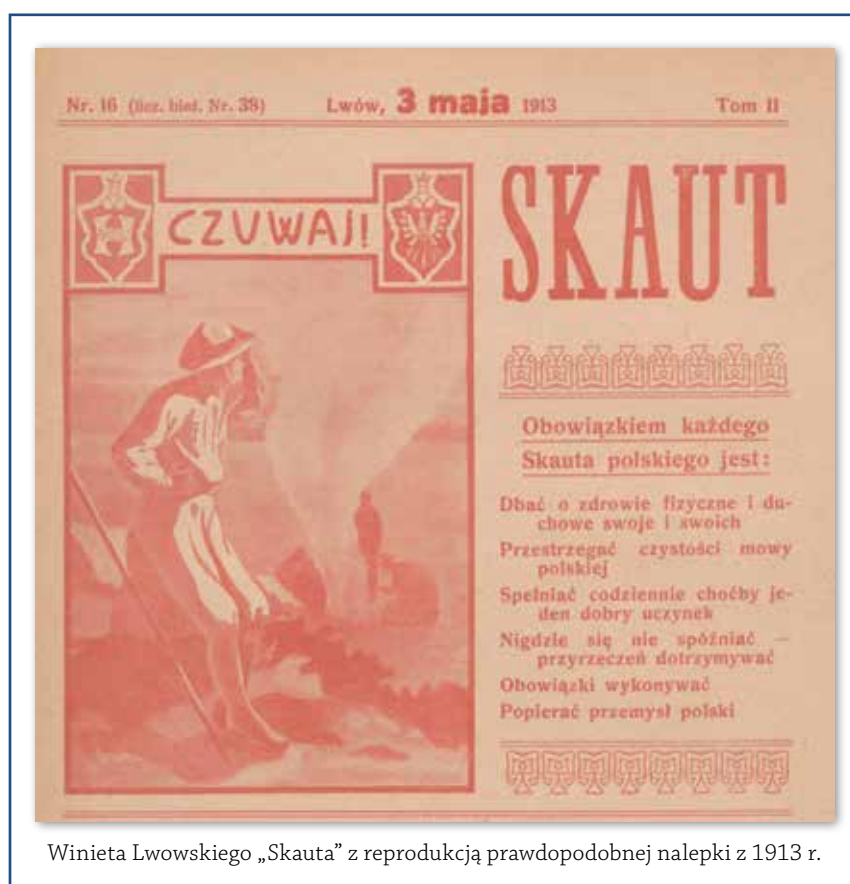 Nr. 16 (licz. bież. Nr. 38) Lwów, 3 maja 1913 Tom II
CZUWAJ!
SKAUT
Obowiązkiem każdego
Skauta polskiego jest:
Dbać o zdrowie fizyczne i du-
chowe swoje i swoich
Przestrzegać czystości mowy
polskiej
Spełniać codziennie choćby je-
den dobry uczynek
Nigdzie się nie spóźniać –
przyrzeczeń dotrzymywać
Obowiązki wykonywać
Popierać przemysł polski
Winieta Lwowskiego „Skauta” z reprodukcją prawdopodobnej nalepki z 1913 r.